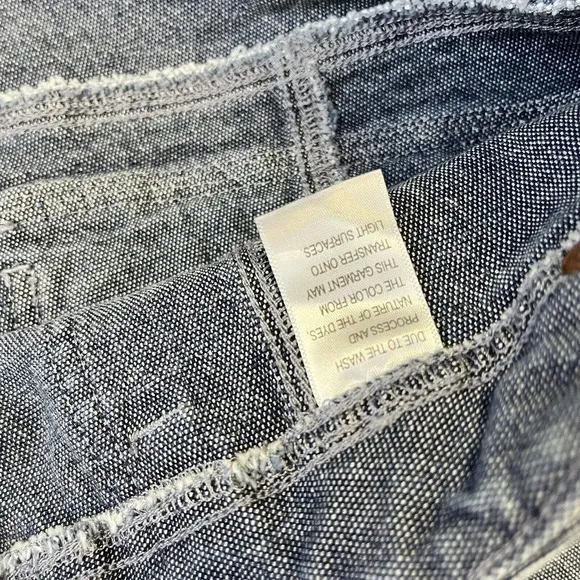 DUE TO THE WASH
PROCESS AND
NATURE OF THE DYES.
THE COLOR FROM
THIS GARMENT MAY
TRANSFER ONTO
LIGHT SURFACES